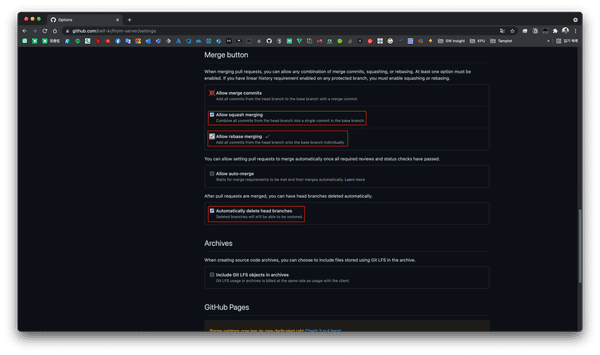 Options
github.com/belf-kr/front-server/settings
SW Insight
KPU
Templet
Merge button
When merging pull requests, you can allow any combination of merge commits, squashing, or rebasing. At least one option must be
enabled. If you have linear history requirement enabled on any protected branch, you must enable squashing or rebasing.
Allow merge commits
Add all commits from the head branch to the base branch with a merge commit.
Allow squash merging
Combine all commits from the head branch into a single commit in the base branch.
Allow rebase merging
Add all commits from the head branch onto the base branch individually.
You can allow setting pull requests to merge automatically once all required reviews and status checks have passed.
Allow auto-merge
Waits for merge requirements to be met and then merges automatically. Learn more
After pull requests are merged, you can have head branches deleted automatically.
Automatically delete head branches
Deleted branches will still be able to be restored.
Archives
When creating source code archives, you can choose to include files stored using Git LFS in the archive.
Include Git LFS objects in archives
Git LFS usage in archives is billed at the same rate as usage with the client.
GitHub Pages